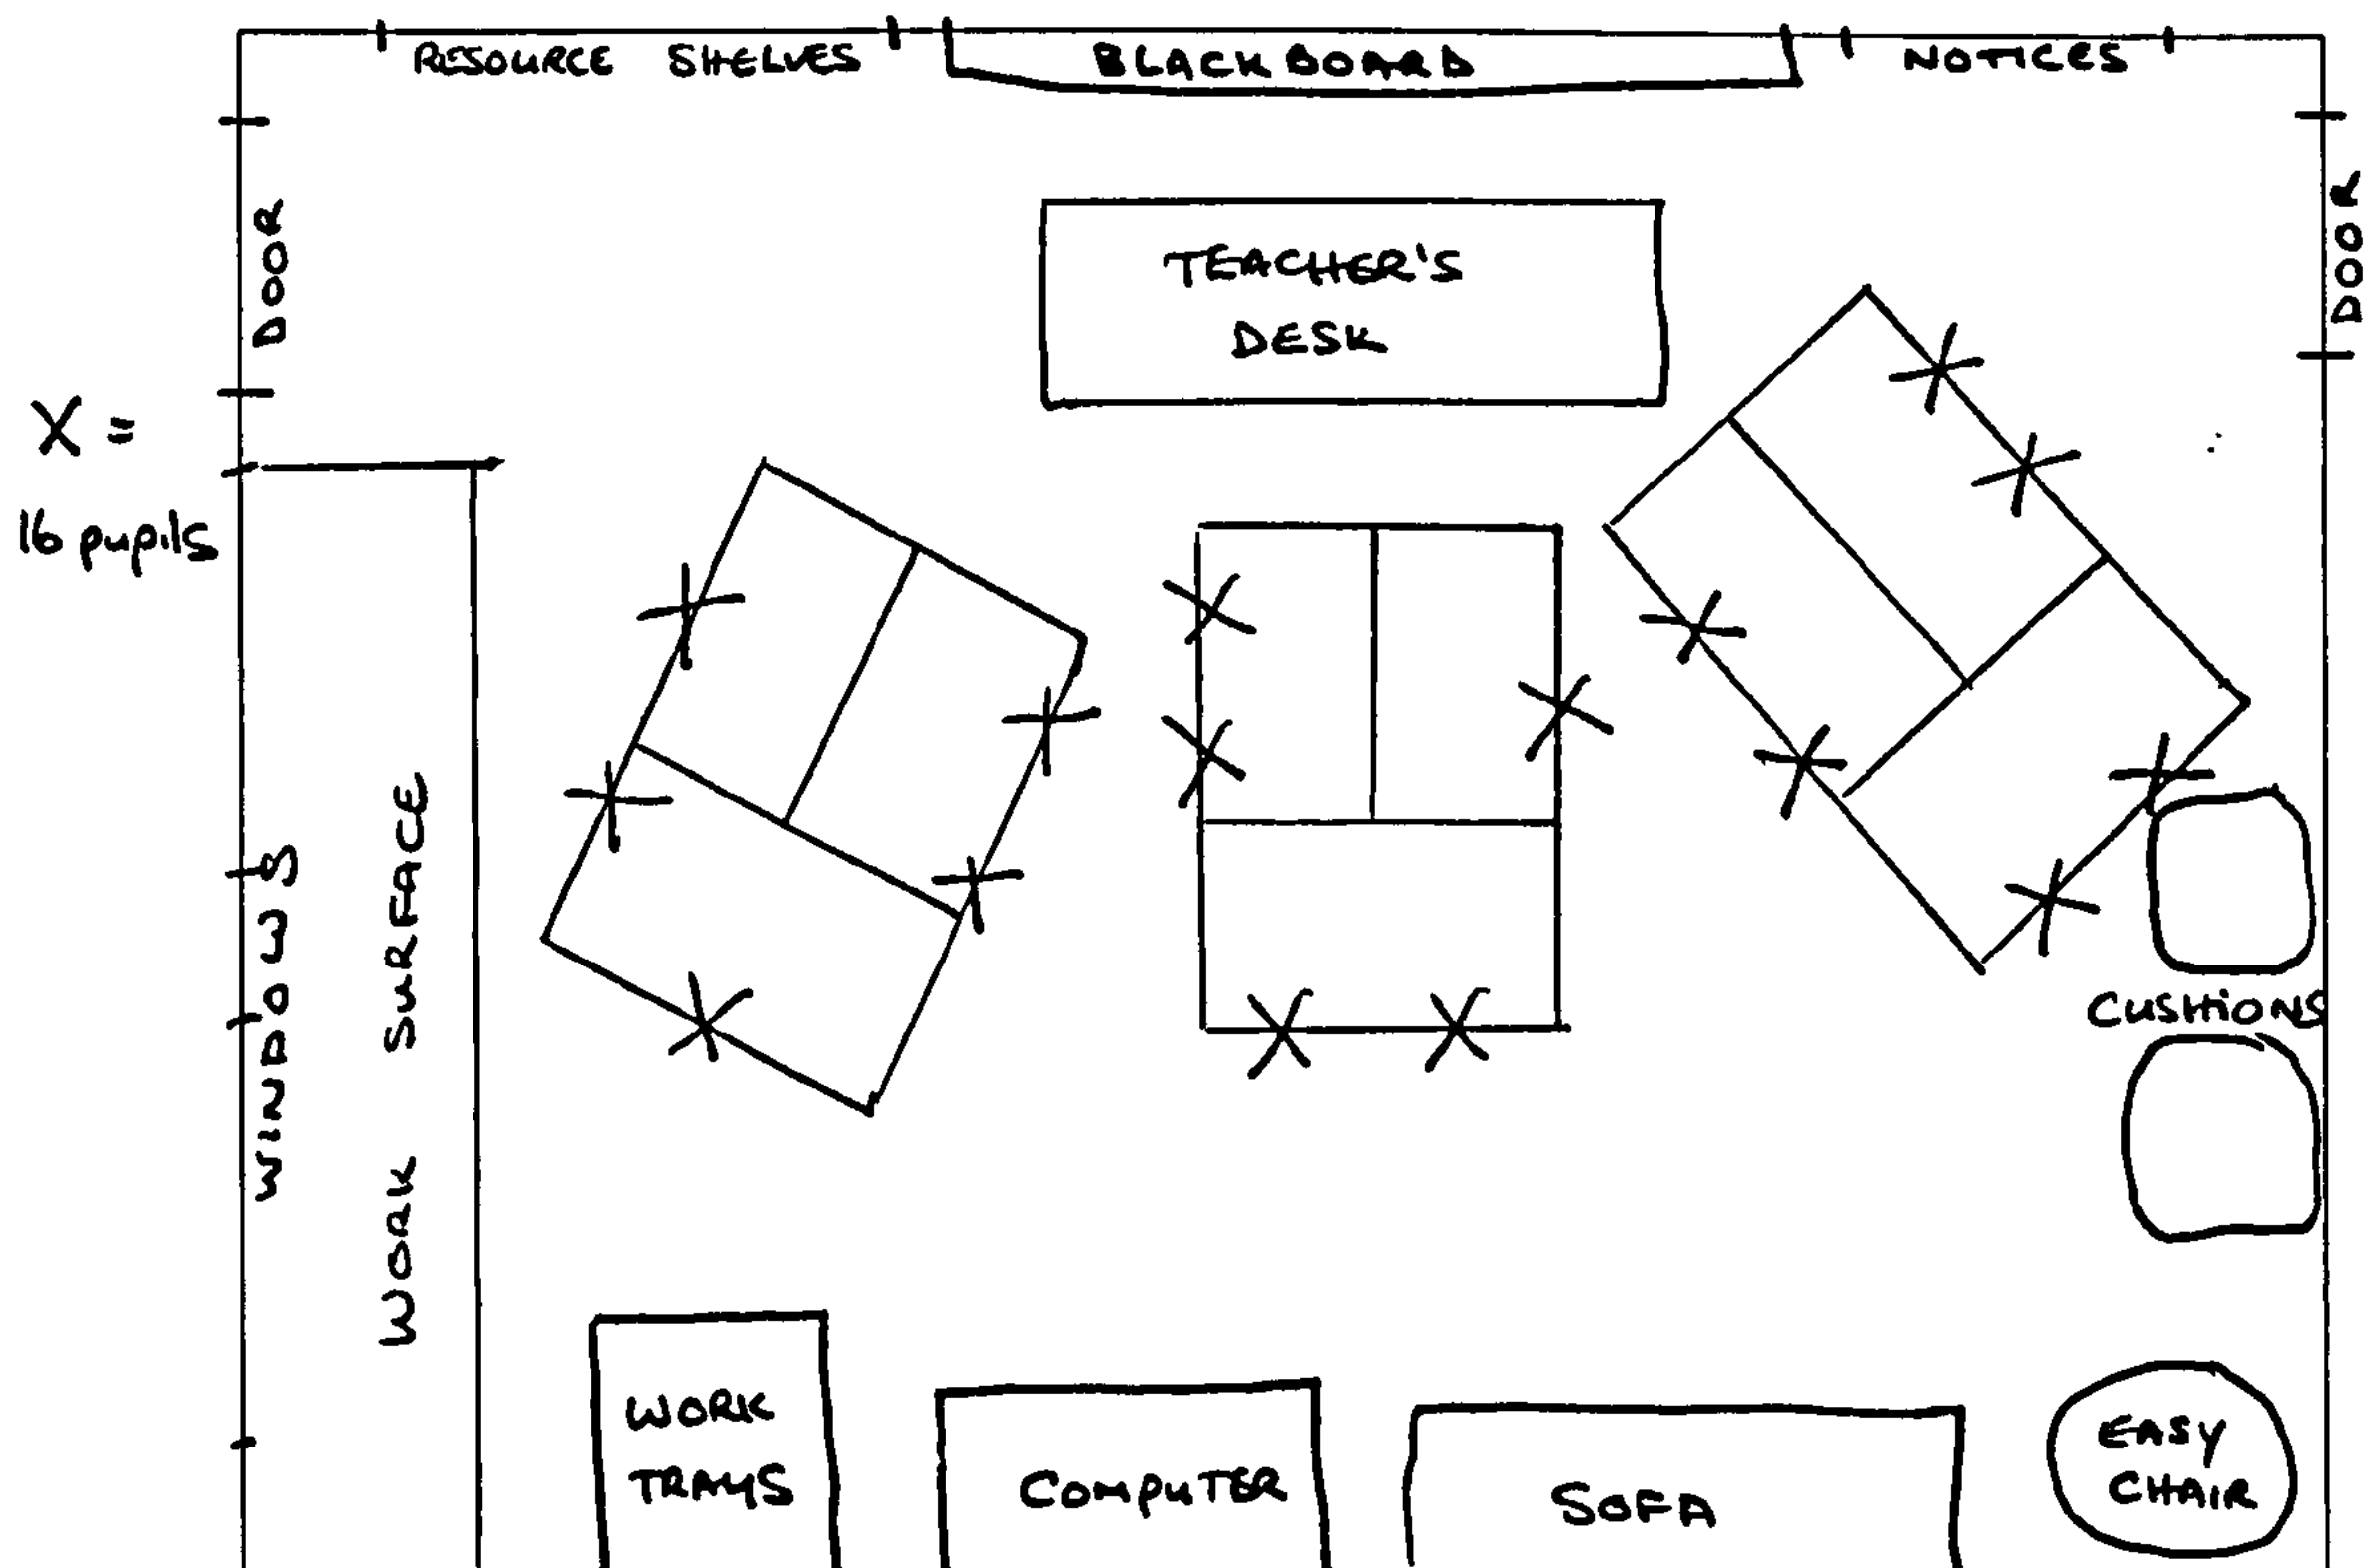 RESOURCE SHELVES
BLACKBOARD
NOTICES
DOOR
DOOR
TEACHER'S
DESK
X =
16 pupils
WINDOWS
WORK SURFACE
CUSHIONS
WORK
TRAYS
COMPUTER
SOFA
EASY
CHAIR